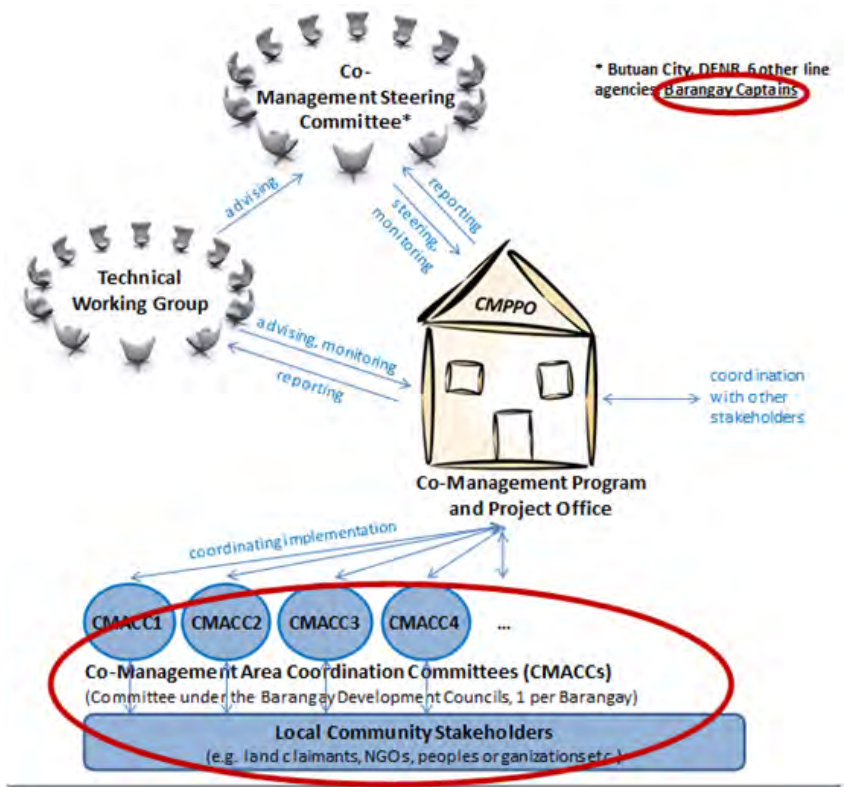 Co-
Management Steering
Committee*
* Butuan City, DENR, 6 other line
agencies, Barangay Captains
advising
reporting
steering,
monitoring
Technical
Working Group
CMPPO
advising, monitoring
reporting
coordination
with other
stakeholders
Co-Management Program
and Project Office
coordinating implementation
CMACC1 CMACC2 CMACC3 CMACC4 ...
Co-Management Area Coordination Committees (CMACCs)
(Committee under the Barangay Development Councils, 1 per Barangay)
Local Community Stakeholders
(e.g. land claimants, NGOs, peoples organizations etc.)